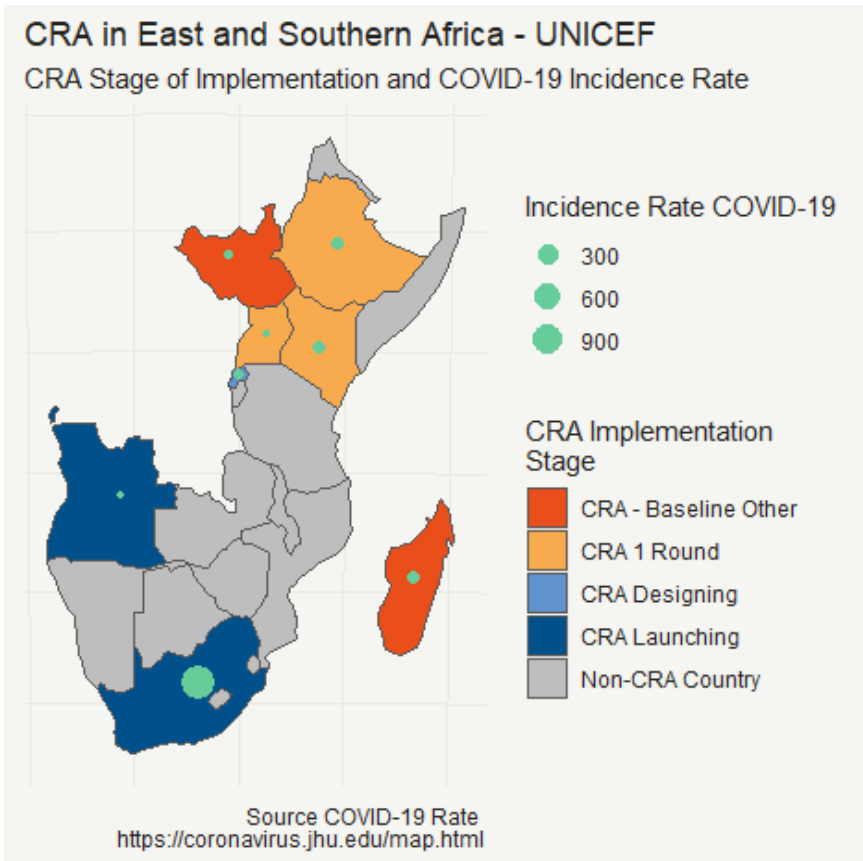 CRA in East and Southern Africa - UNICEF
CRA Stage of Implementation and COVID-19 Incidence Rate
Incidence Rate COVID-19
300
600
900
CRA Implementation
Stage
CRA - Baseline Other
CRA 1 Round
CRA Designing
CRA Launching
Non-CRA Country
Source COVID-19 Rate
https://coronavirus.jhu.edu/map.html